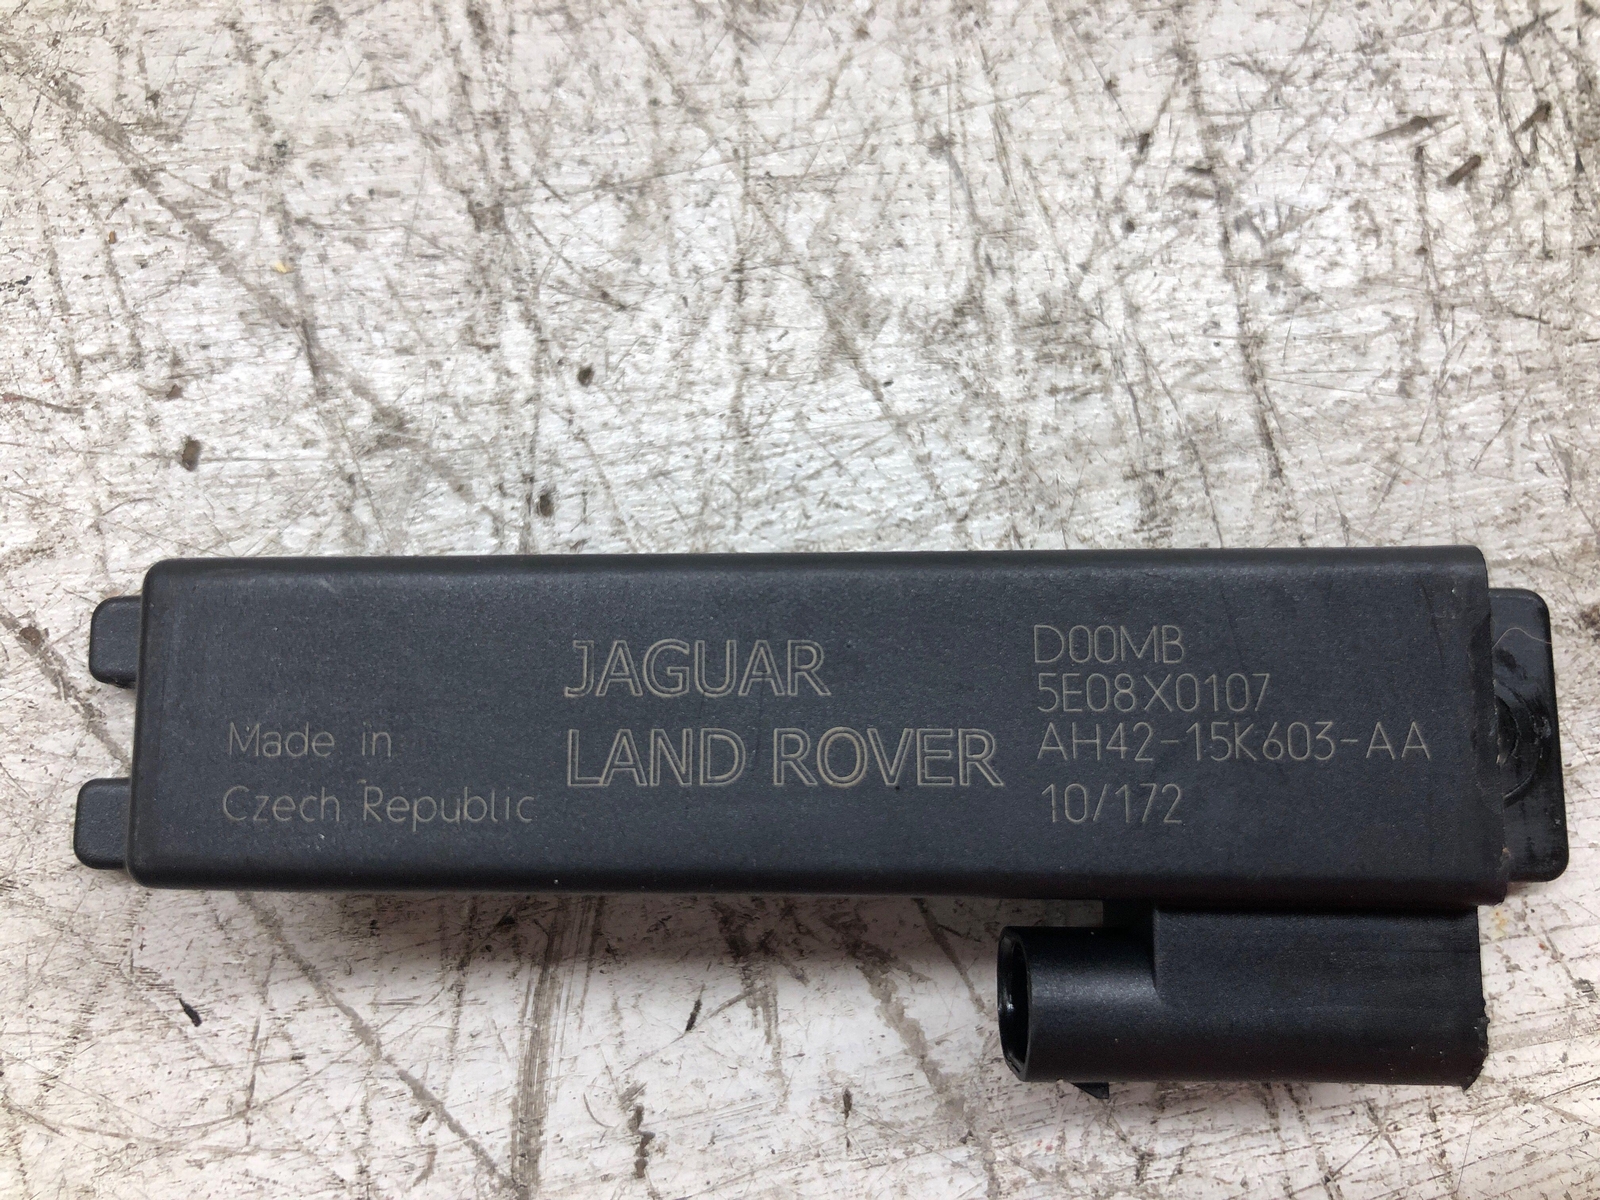 Made in
Czech Republic
JAGUAR
LAND ROVER
D00MB
5E08X0107
AH42-15K603-AA
10/172